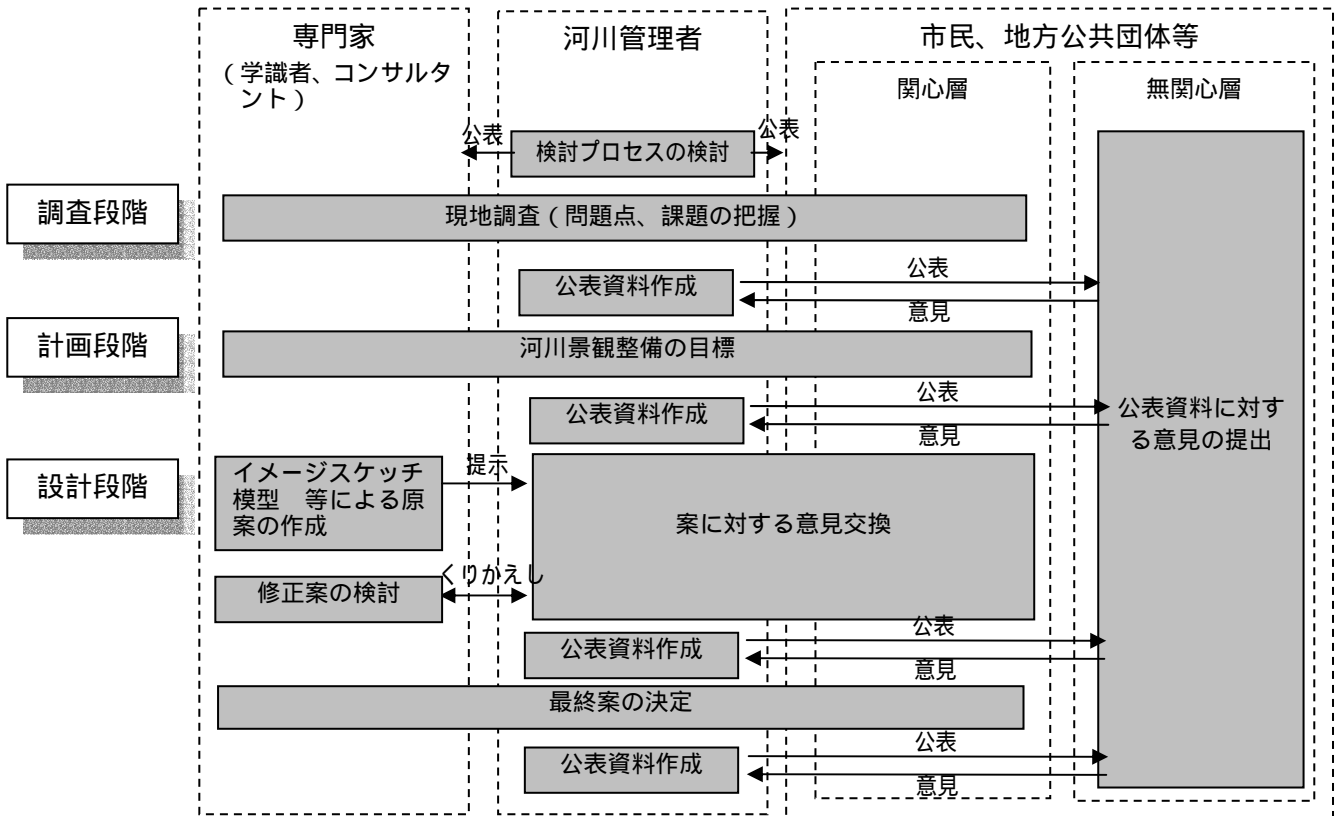 専門家
（学識者、コンサルタ
ント）
河川管理者
市民、地方公共団体等
関心層
無関心層
公表
検討プロセスの検討
公表
調査段階
現地調査（問題点、課題の把握）
公表資料作成
公表
意見
計画段階
河川景観整備の目標
公表資料作成
公表
意見
公表資料に対す
る意見の提出
設計段階
イメージスケッチ
模型　等による原
案の作成
提示
案に対する意見交換
修正案の検討
くりかえし
公表資料作成
公表
意見
最終案の決定
公表資料作成
公表
意見